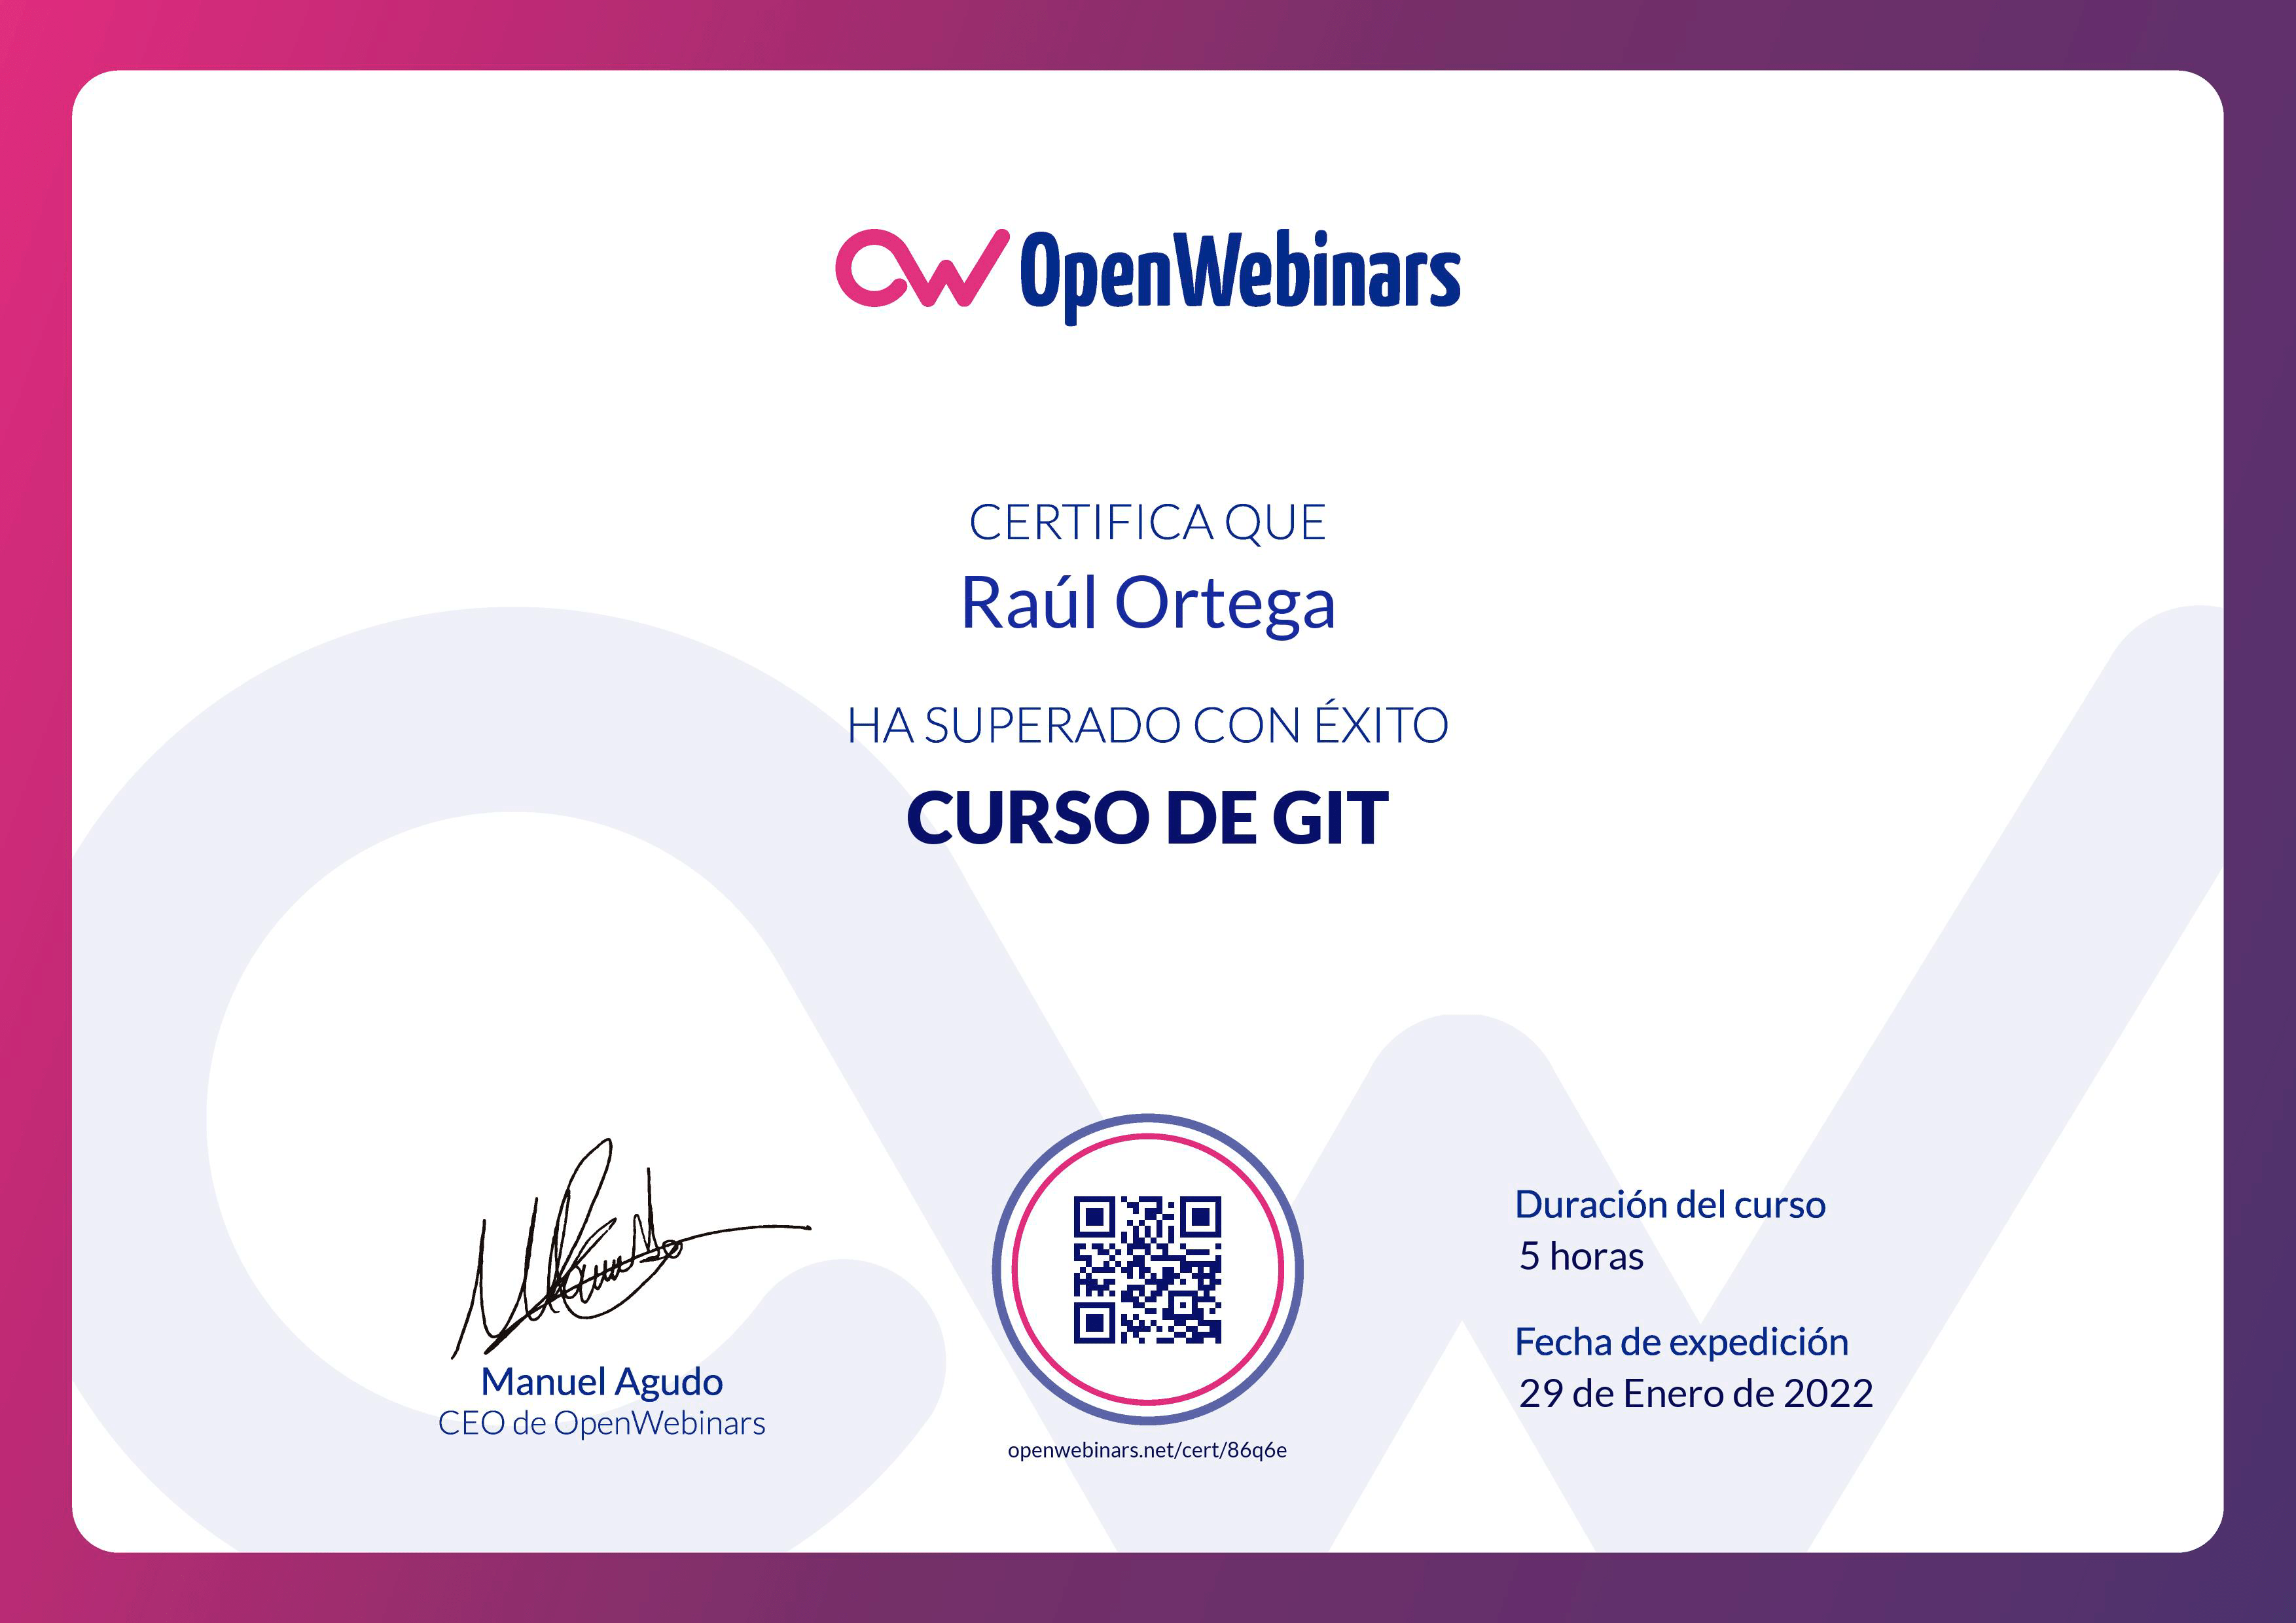 OpenWebinars
CERTIFICA QUE
Raúl Ortega
HA SUPERADO CON ÉXITO
CURSO DE GIT
Manuel Agudo
CEO de OpenWebinars
openwebinars.net/cert/86q6e
Duración del curso
5 horas
Fecha de expedición
29 de Enero de 2022